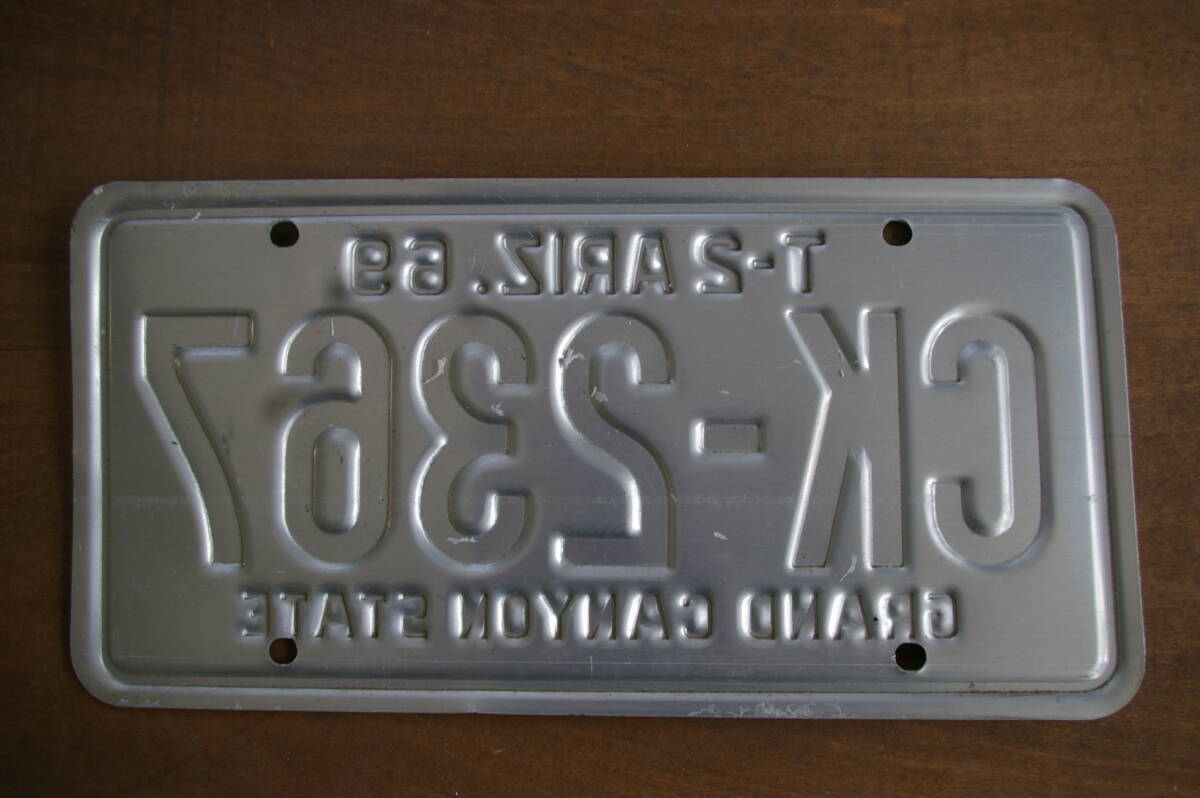 T-2 ARIZ. 69
CK-2367
GRAND CANYON STATE